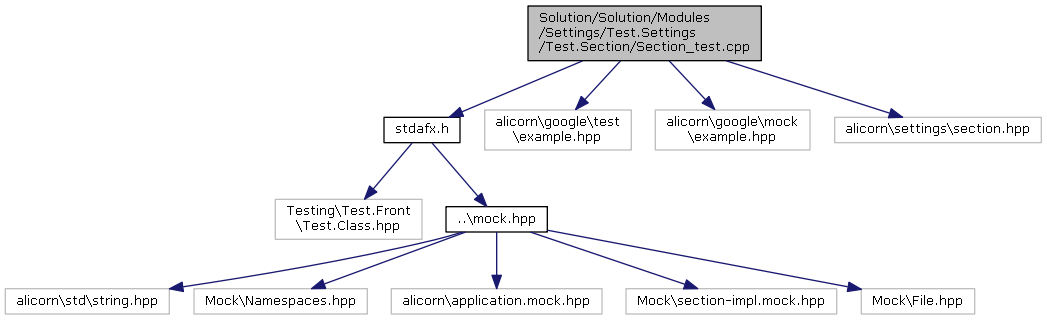 Solution/Solution/Modules
/Settings/Test.Settings
/Test.Section/Section_test.cpp
stdafx.h
alicorn\google\test
\example.hpp
alicorn\google\mock
\example.hpp
alicorn\settings\section.hpp
Testing\Test.Front
\Test.Class.hpp
..\mock.hpp
alicorn\std\string.hpp
Mock\Namespaces.hpp
alicorn\application.mock.hpp
Mock\section-impl.mock.hpp
Mock\File.hpp